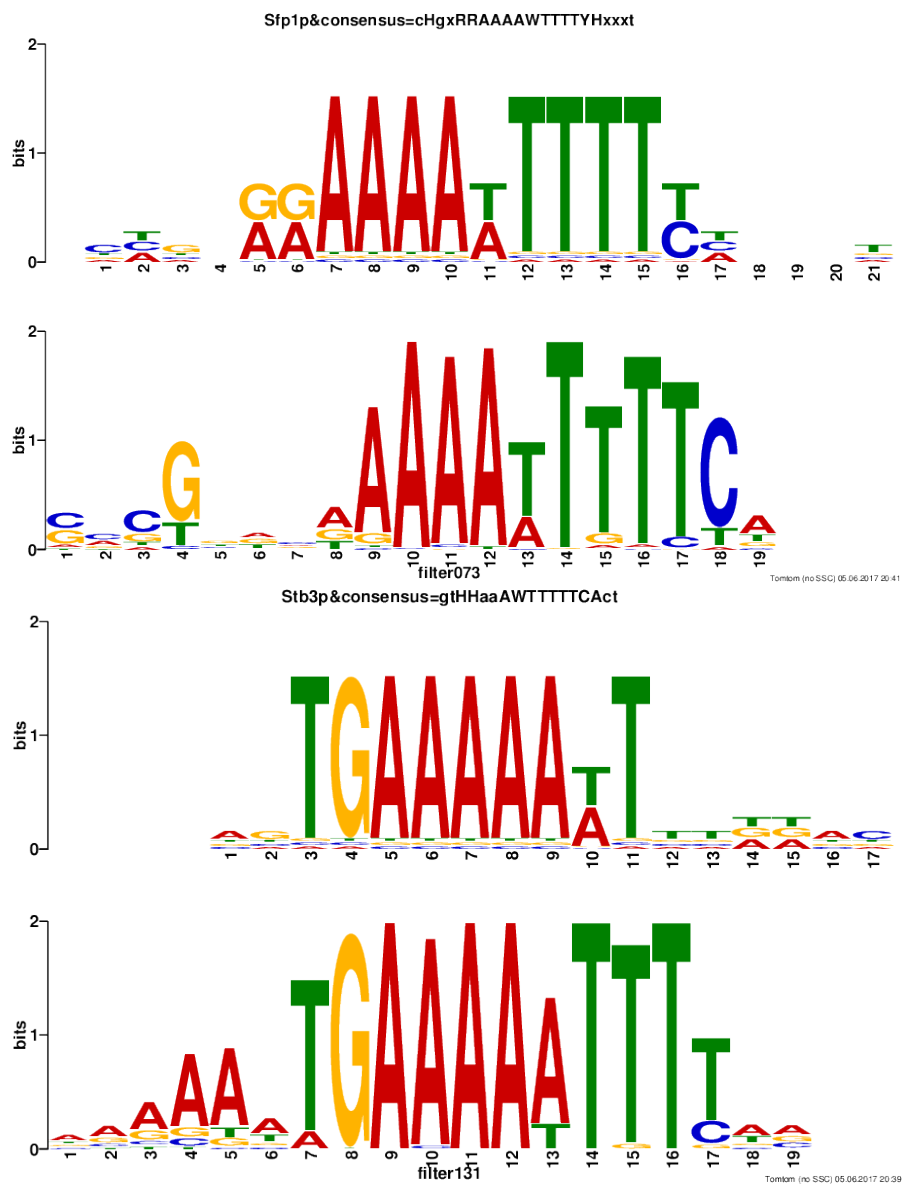 Sfp1p&consensus=cHgxRRAAAAWTTTTYHxxxt
2
bits
1
0
1 2 3 4 5 6 7 8 9 10 11 12 13 14 15 16 17 18 19 20 21
2
bits
1
0
1 2 3 4 5 6 7 8 9 10 11 12 13 14 15 16 17 18 19
filter073
Tomtom (no SSC) 05.06.2017 20:41
Stb3p&consensus=gtHHaaAWTTTTTCAct
2
bits
1
0
1 2 3 4 5 6 7 8 9 10 11 12 13 14 15 16 17
2
bits
1
0
1 2 3 4 5 6 7 8 9 10 11 12 13 14 15 16 17 18 19
filter131
Tomtom (no SSC) 05.06.2017 20:39